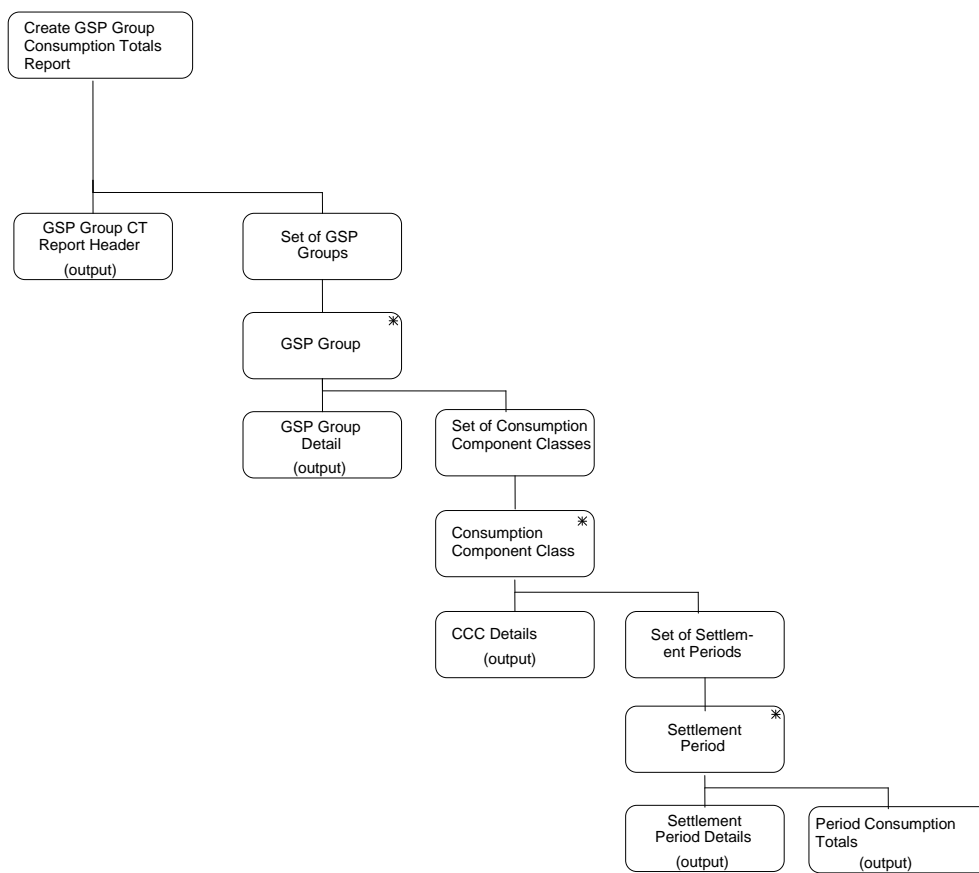 Create GSP Group
Consumption Totals
Report
GSP Group CT
Report Header
(output)
Set of GSP
Groups
GSP Group
*
GSP Group
Detail
(output)
Set of Consumption
Component Classes
Consumption
Component Class
*
CCC Details
(output)
Set of Settlem-
ent Periods
Settlement
Period
*
Settlement
Period Details
(output)
Period Consumption
Totals
(output)